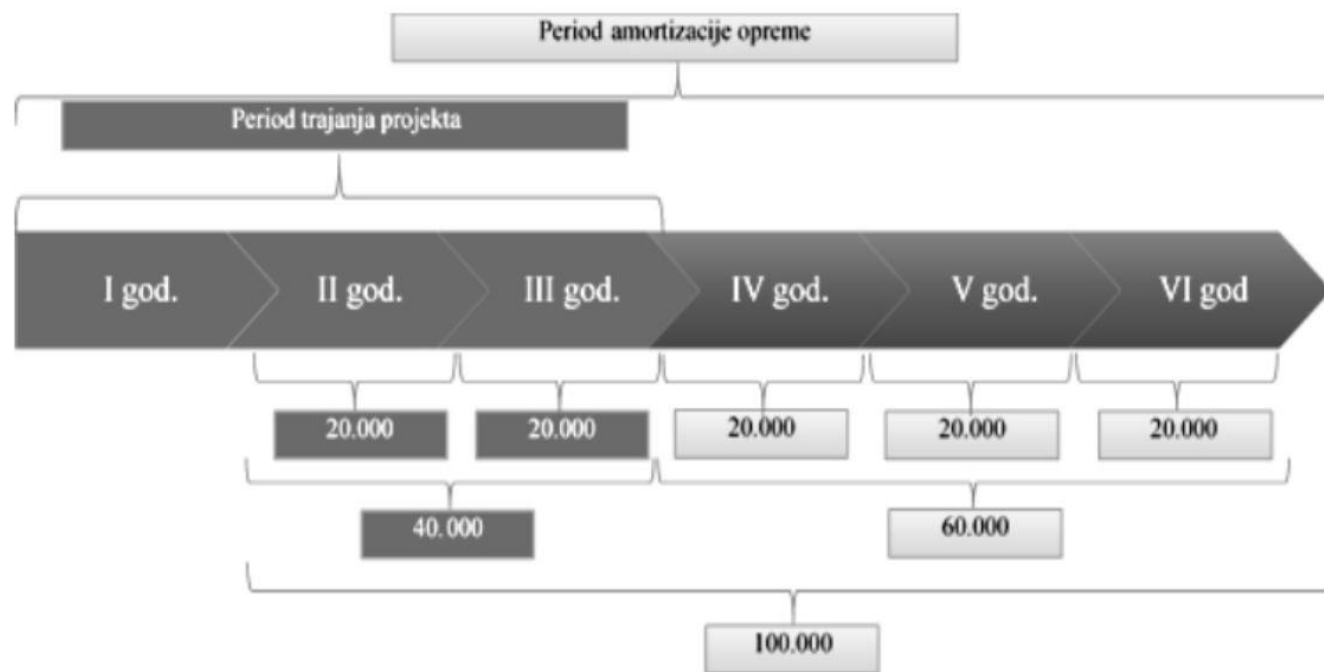 Period amortizacije opreme
Period trajanja projekta
I god.
II god.
III god.
IV god.
V god.
VI god
20.000
20.000
20.000
20.000
20.000
40.000
60.000
100.000